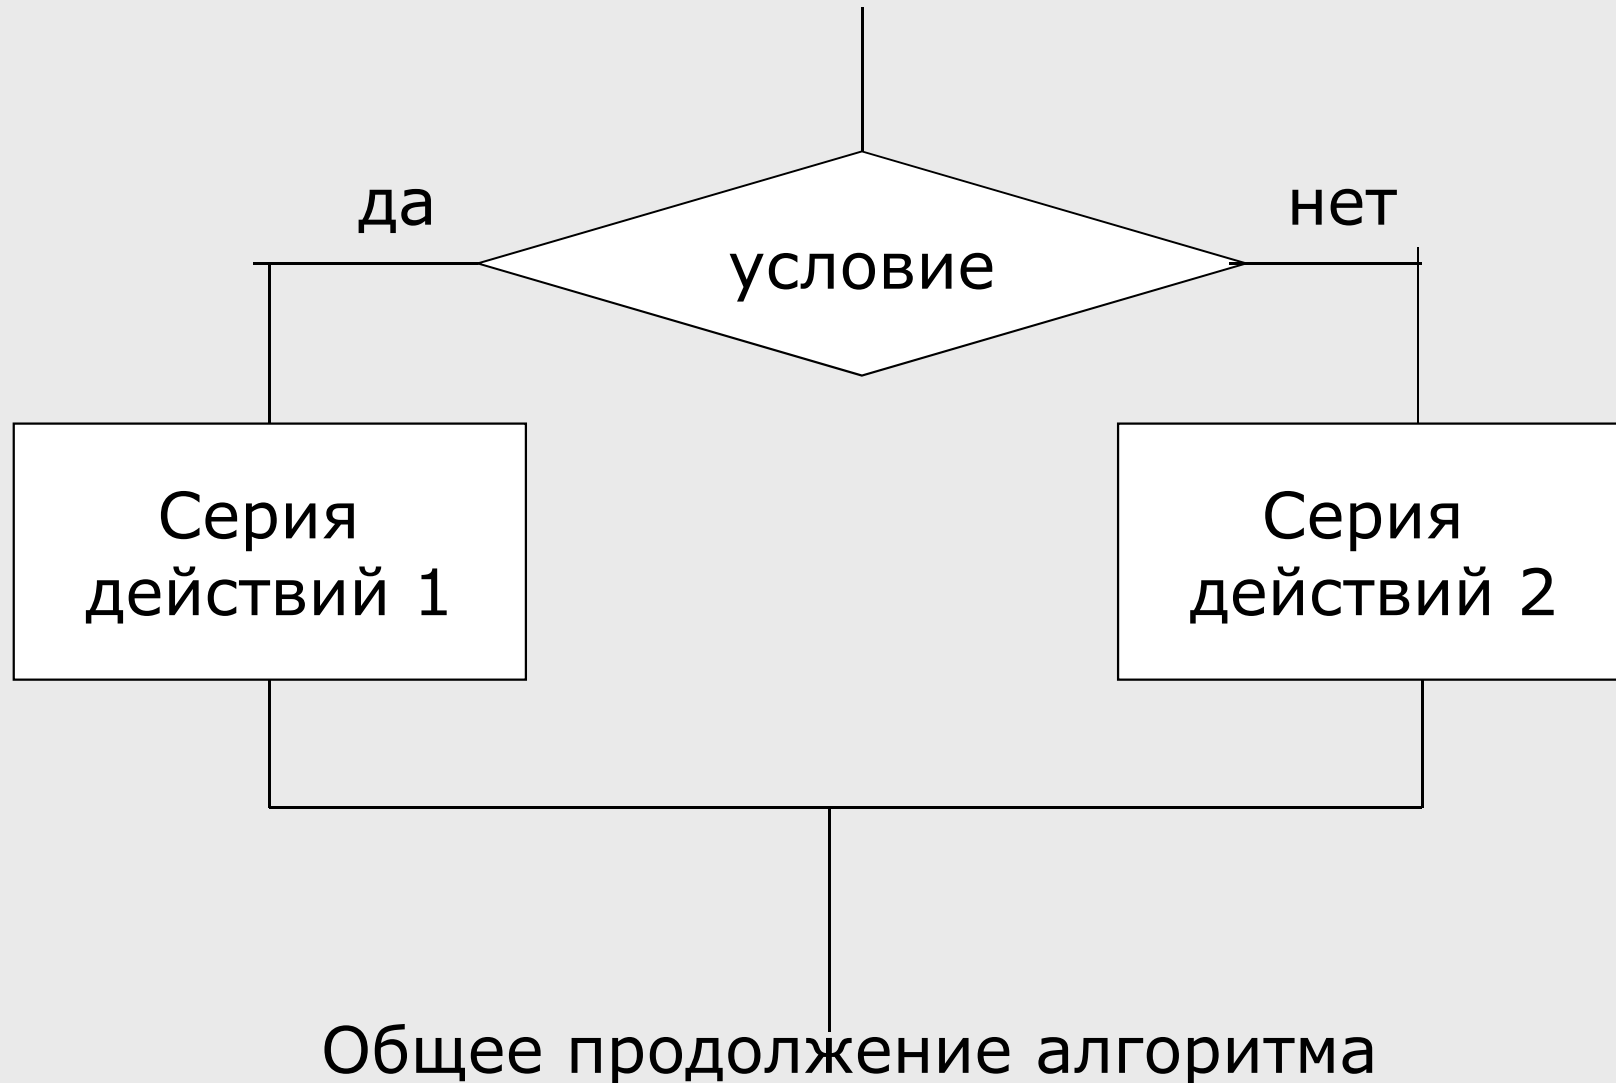 да
нет
условие
Серия
действий 1
Серия
действий 2
Общее продолжение алгоритма